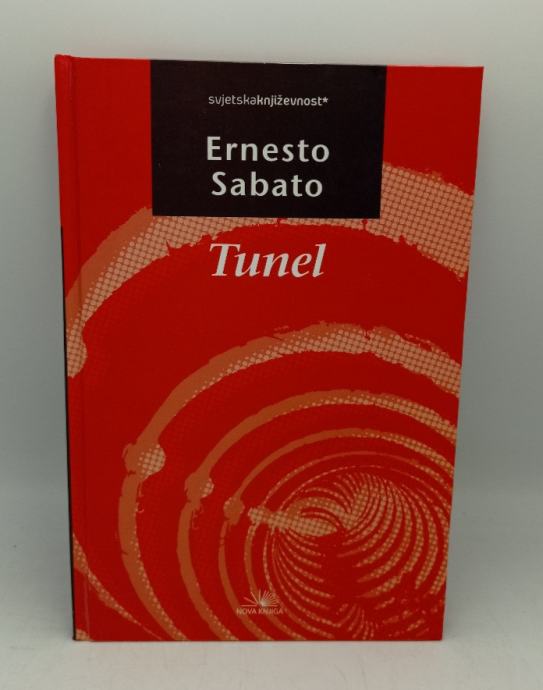 svjetskaknjiževnost*
Ernesto
Sabato
Tunel
NOVA KNJIGA